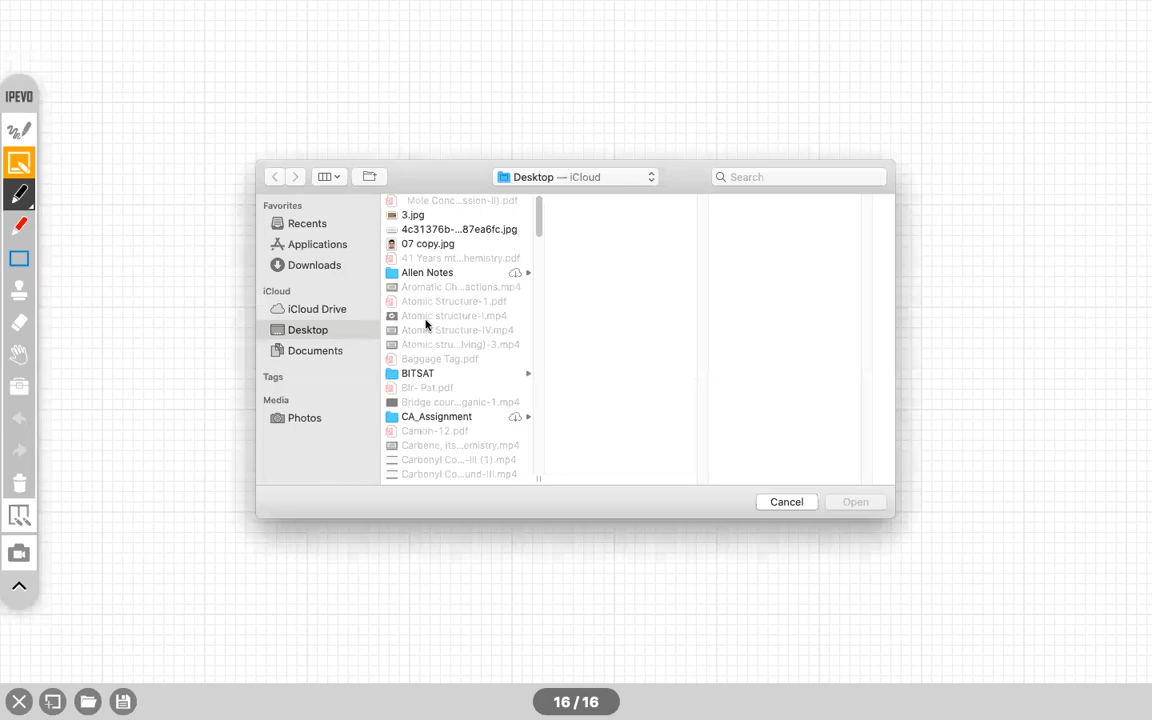 IPEVO
Desktop — iCloud
Search
Favorites
Recents
Applications
Downloads
iCloud
iCloud Drive
Desktop
Documents
Tags
Media
Photos
Mole Conc...ssion-II).pdf
3.jpg
4c31376b-...87ea6fc.jpg
07 copy.jpg
41 Years mt...hemistry.pdf
Allen Notes
Aromatic Ch...actions.mp4
Atomic Structure-1.pdf
Atomic structure-I.mp4
Atomic Structure-IV.mp4
Atomic stru...lving)-3.mp4
Baggage Tag.pdf
BITSAT
Blr- Pat.pdf
Bridge cour...ganic-1.mp4
CA_Assignment
Camon-12.pdf
Carbene, its...emistry.mp4
Carbonyl Co...-III (1).mp4
Carbonyl Co...und-III.mp4
Cancel
Open
16 / 16